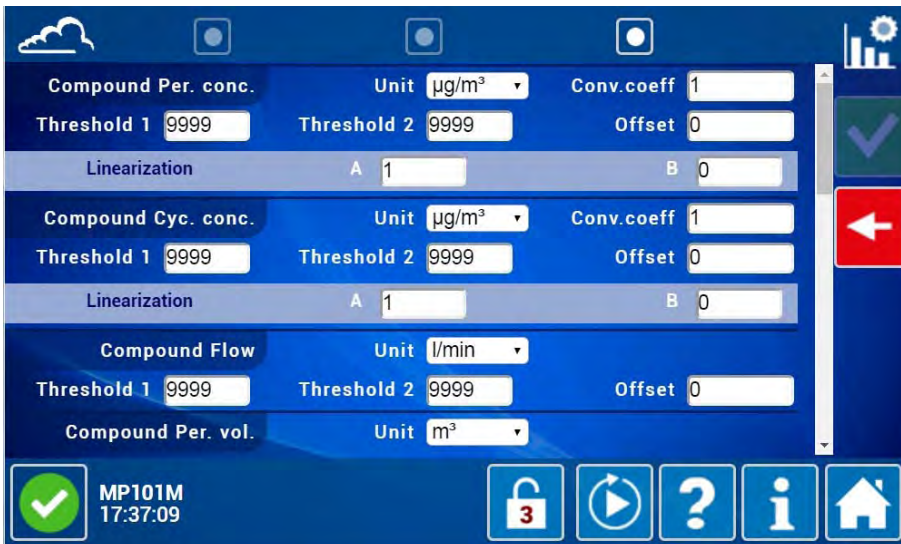 Compound Per. conc. Unit µg/m³ Conv.coeff 1
Threshold 1 9999 Threshold 2 9999 Offset 0
Linearization A 1 B 0
Compound Cyc. conc. Unit µg/m³ Conv.coeff 1
Threshold 1 9999 Threshold 2 9999 Offset 0
Linearization A 1 B 0
Compound Flow Unit l/min
Threshold 1 9999 Threshold 2 9999 Offset 0
Compound Per. vol. Unit m³
MP101M
17:37:09
3
?
i